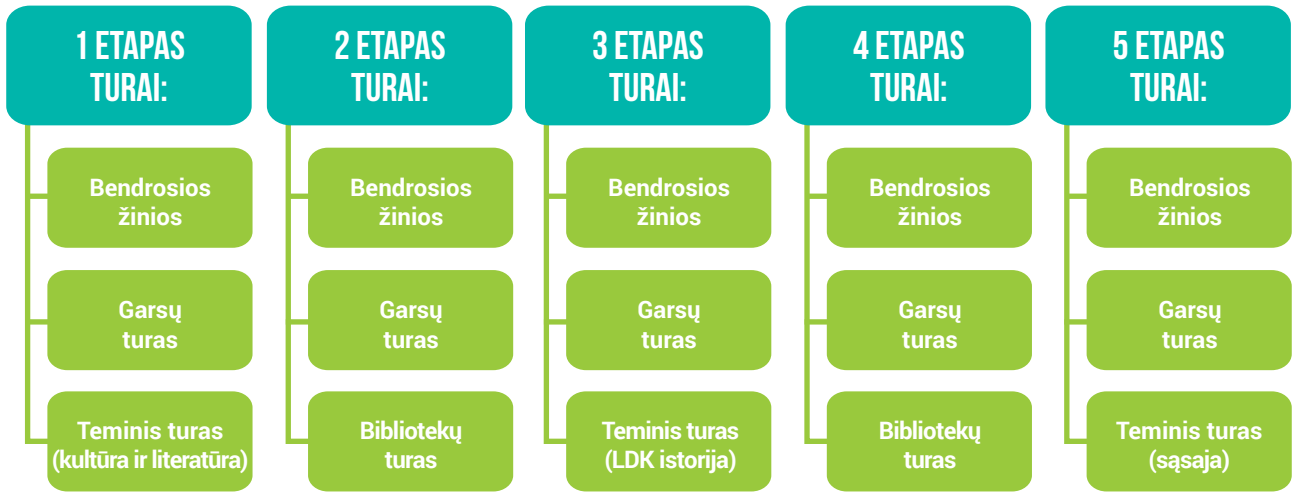 1 ETAPAS
TURAI:
Bendrosios
žinios
Garsų
turas
Teminis turas
(kultūra ir literatūra)
2 ETAPAS
TURAI:
Bendrosios
žinios
Garsų
turas
Bibliotekų
turas
3 ETAPAS
TURAI:
Bendrosios
žinios
Garsų
turas
Teminis turas
(LDK istorija)
4 ETAPAS
TURAI:
Bendrosios
žinios
Garsų
turas
Bibliotekų
turas
5 ETAPAS
TURAI:
Bendrosios
žinios
Garsų
turas
Teminis turas
(sąsaja)